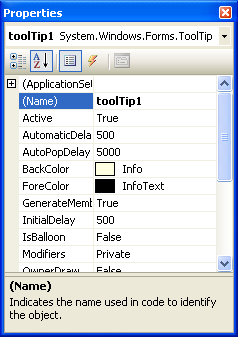 Properties
toolTip1 System.Windows.Forms.ToolTip
(ApplicationSet
(Name) toolTip1
Active True
AutomaticDela 500
AutoPopDelay 5000
BackColor Info
ForeColor InfoText
GenerateMemb True
InitialDelay 500
IsBalloon False
Modifiers Private
OwnerDraw False
(Name)
Indicates the name used in code to identify
the object.